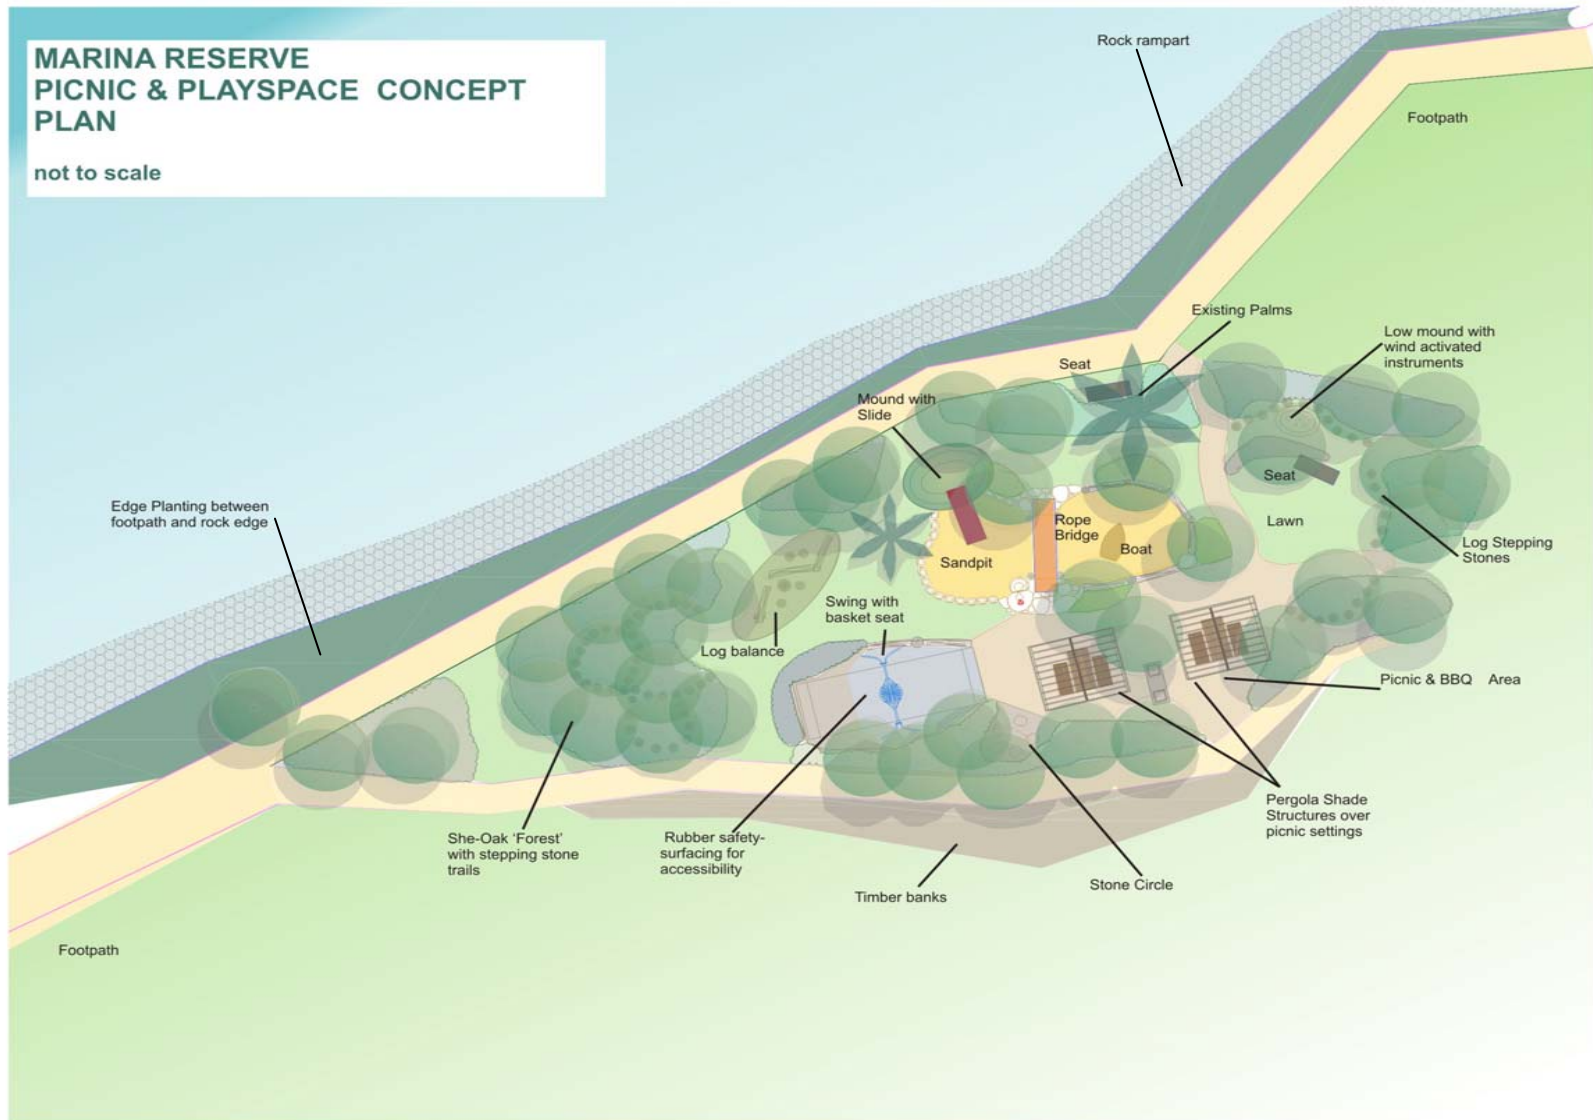 MARINA RESERVE
PICNIC & PLAYSPACE CONCEPT
PLAN
not to scale
Rock rampart
Footpath
Existing Palms
Low mound with
wind activated
instruments
Seat
Mound with
Slide
Seat
Edge Planting between
footpath and rock edge
Rope
Bridge
Boat
Lawn
Sandpit
Log Stepping
Stones
Swing with
basket seat
Log balance
Picnic & BBQ Area
Pergola Shade
Structures over
picnic settings
She-Oak ‘Forest’
with stepping stone
trails
Rubber safety-
surfacing for
accessibility
Timber banks
Stone Circle
Footpath